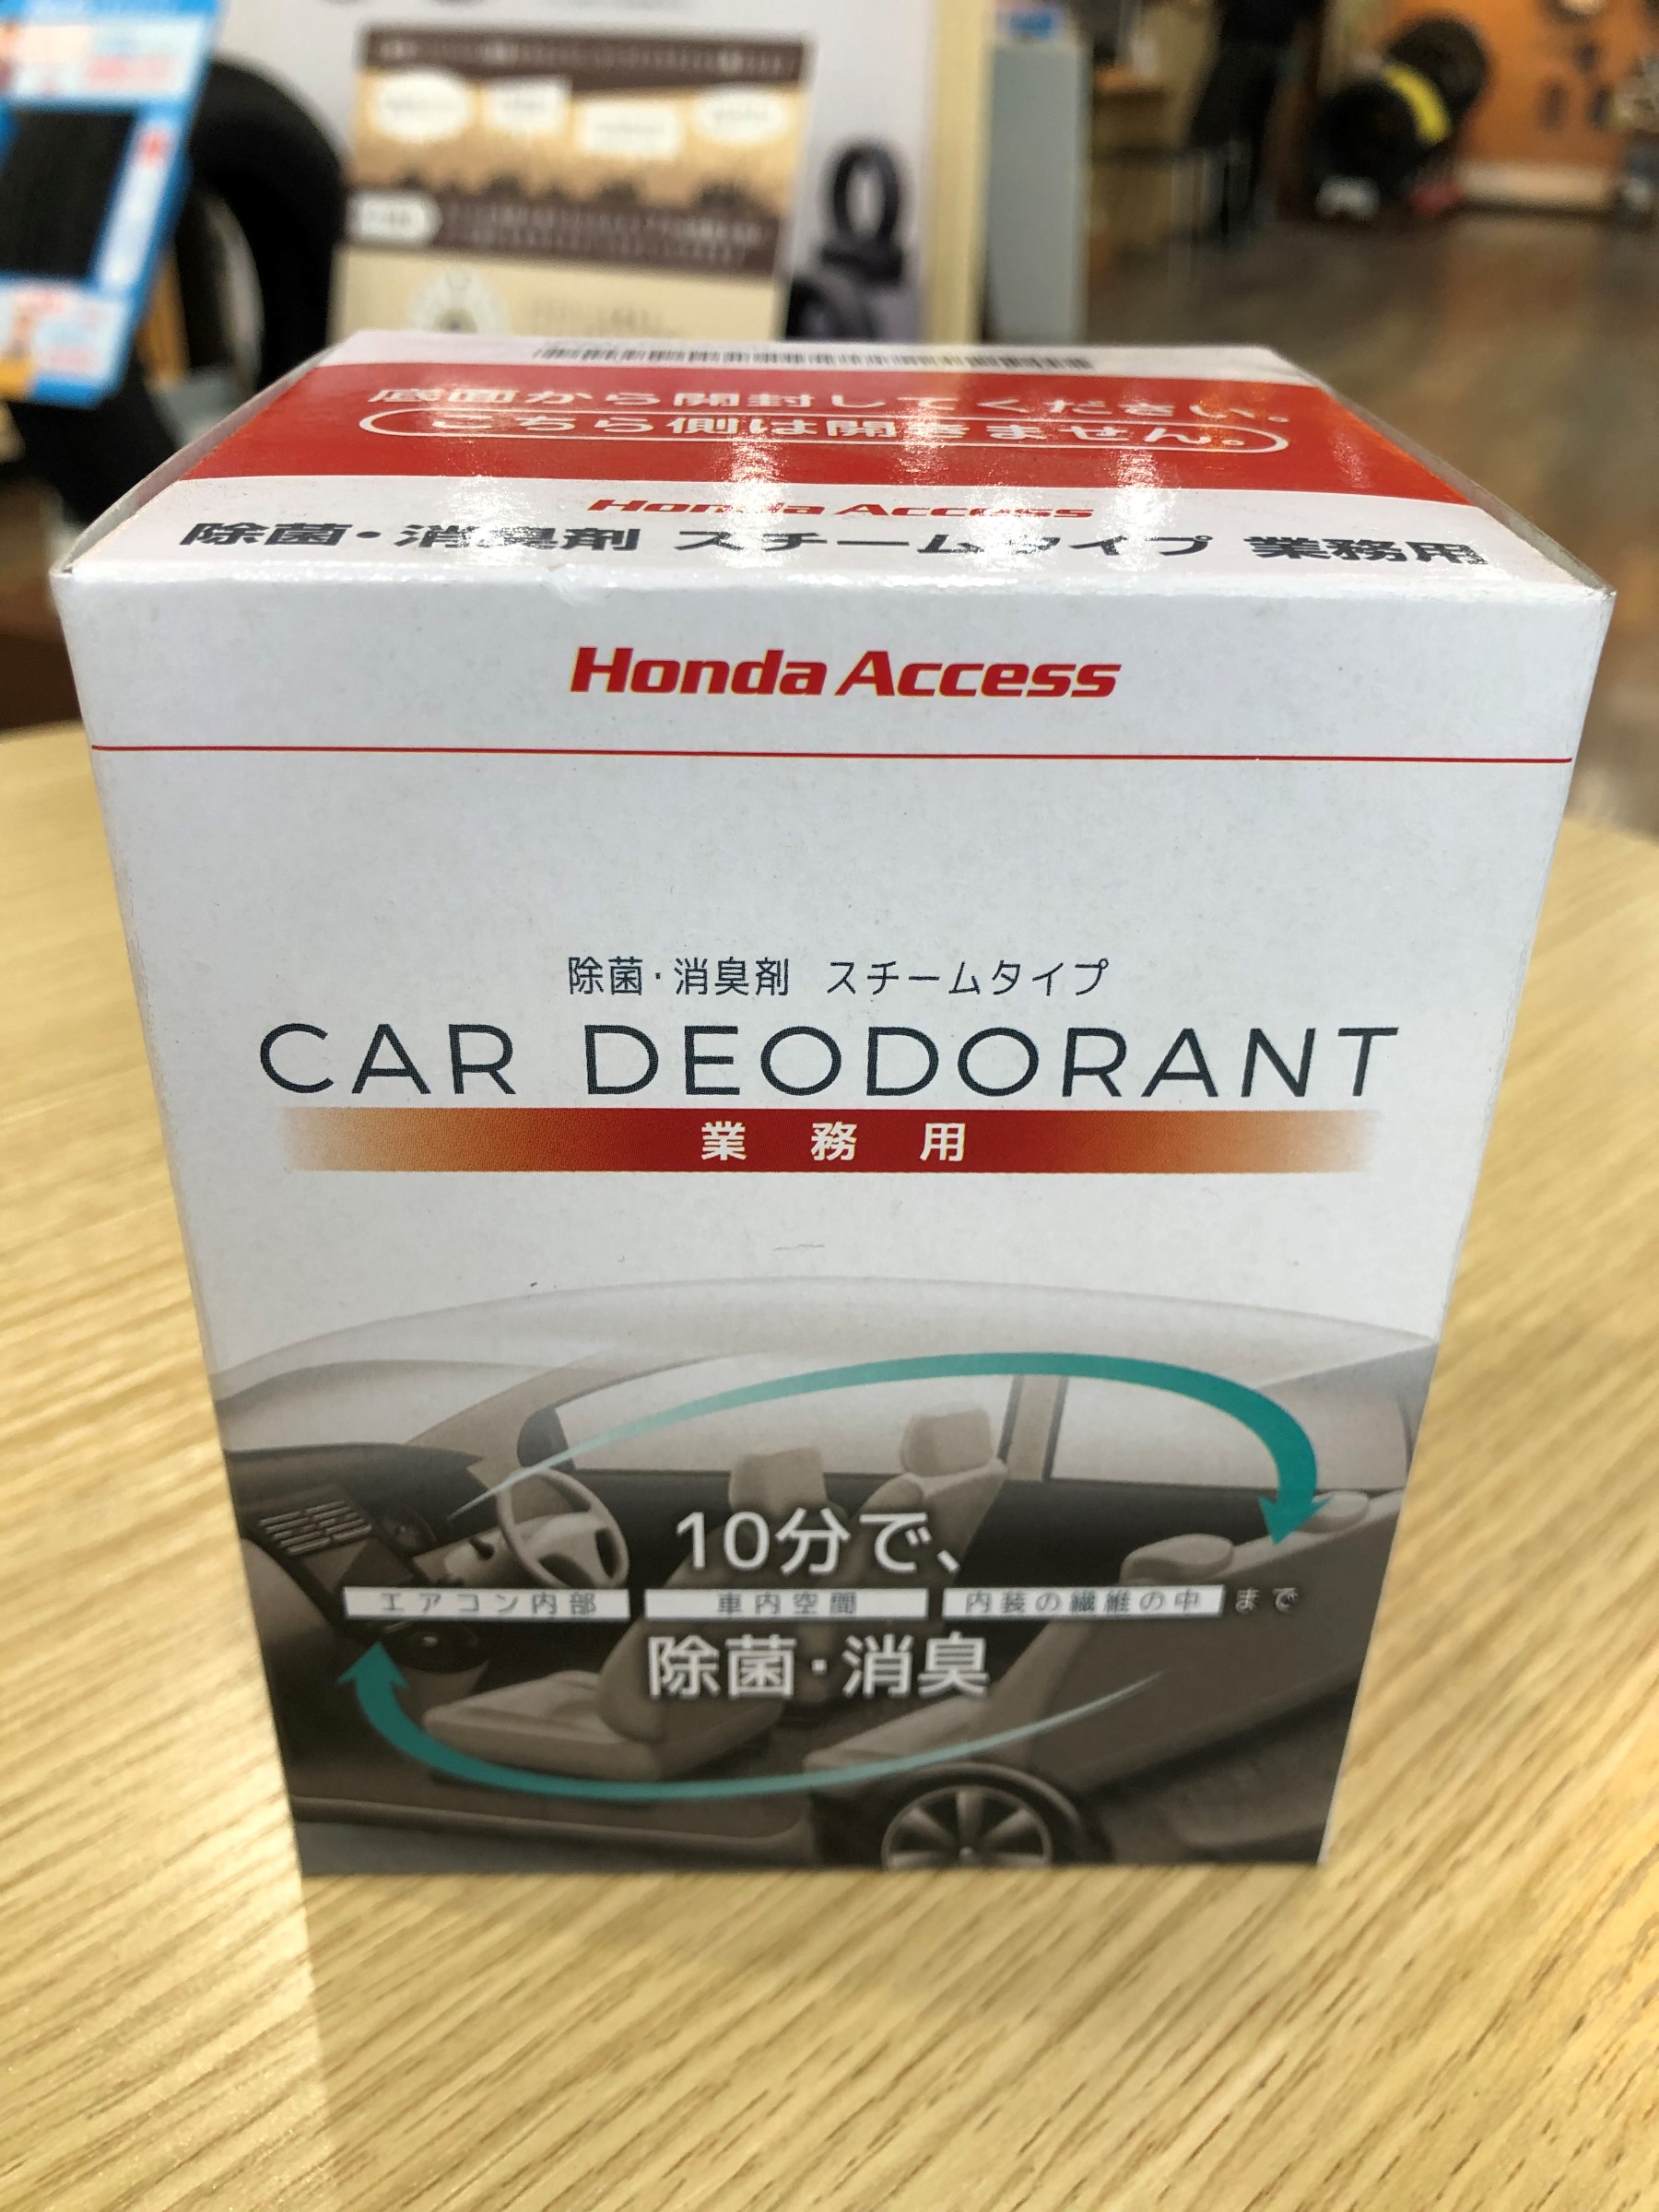 底面から開封してください。
こちら側は開きません。
Honda Access
除菌・消臭剤 スチームタイプ 業務用
Honda Access
除菌・消臭剤 スチームタイプ
CAR DEODORANT
業務用
10分で、
エアコン内部 車内空間 内装の繊維の中 まで
除菌・消臭